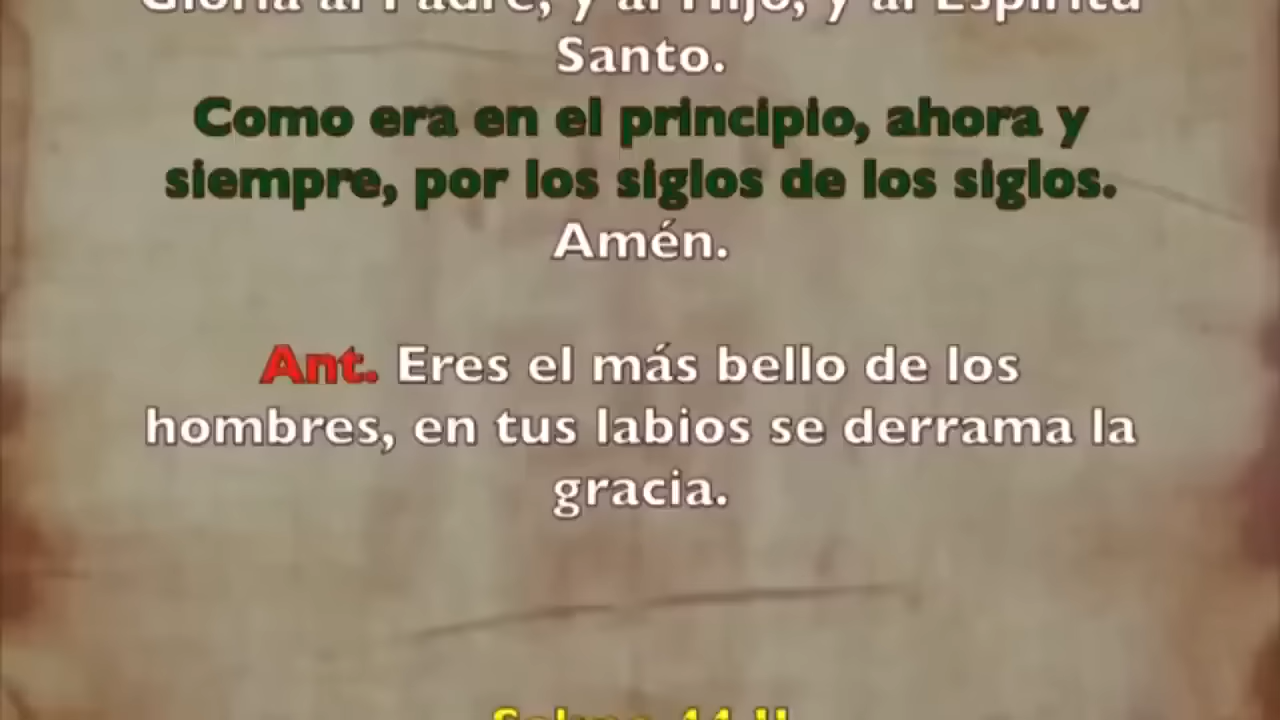 Gloria al Padre, y al Hijo, y al Espíritu
Santo.
Como era en el principio, ahora y
siempre, por los siglos de los siglos.
Amén.
Ant. Eres el más bello de los
hombres, en tus labios se derrama la
gracia.
Salmo 44 II